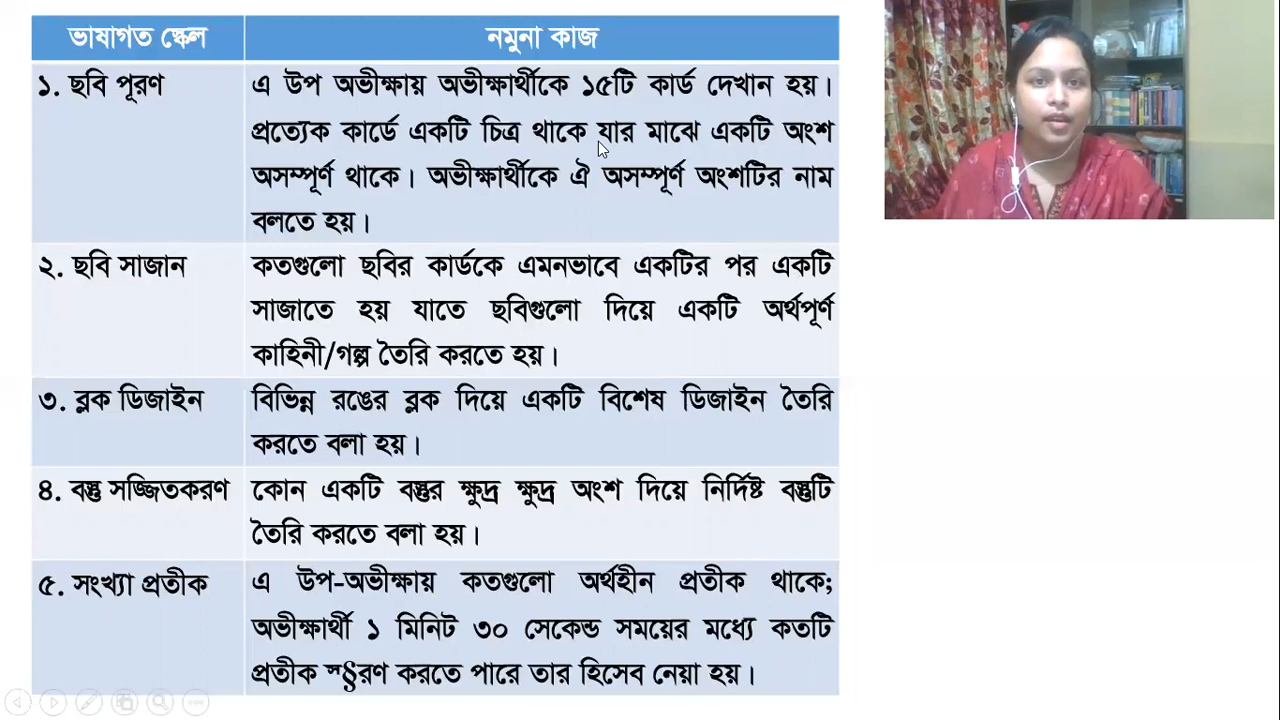 ভাষাগত স্কেল
নমুনা কাজ
১. ছবি পূরণ
এ উপ অভীক্ষায় অভীক্ষার্থীকে ১৫টি কার্ড দেখান হয়।
প্রত্যেক কার্ডে একটি চিত্র থাকে যার মাঝে একটি অংশ
অসম্পূর্ণ থাকে। অভীক্ষার্থীকে ঐ অসম্পূর্ণ অংশটির নাম
বলতে হয়।
২. ছবি সাজান
কতগুলো ছবির কার্ডকে এমনভাবে একটির পর একটি
সাজাতে হয় যাতে ছবিগুলো দিয়ে একটি অর্থপূর্ণ
কাহিনী/গল্প তৈরি করতে হয়।
৩. ব্লক ডিজাইন
বিভিন্ন রঙের ব্লক দিয়ে একটি বিশেষ ডিজাইন তৈরি
করতে বলা হয়।
৪. বস্তু সজ্জিতকরণ
কোন একটি বস্তুর ক্ষুদ্র ক্ষুদ্র অংশ দিয়ে নির্দিষ্ট বস্তুটি
তৈরি করতে বলা হয়।
৫. সংখ্যা প্রতীক
এ উপ-অভীক্ষায় কতগুলো অর্থহীন প্রতীক থাকে;
অভীক্ষার্থী ১ মিনিট ৩০ সেকেন্ড সময়ের মধ্যে কতটি
প্রতীক করতে পারে তার হিসেব নেয়া হয়।